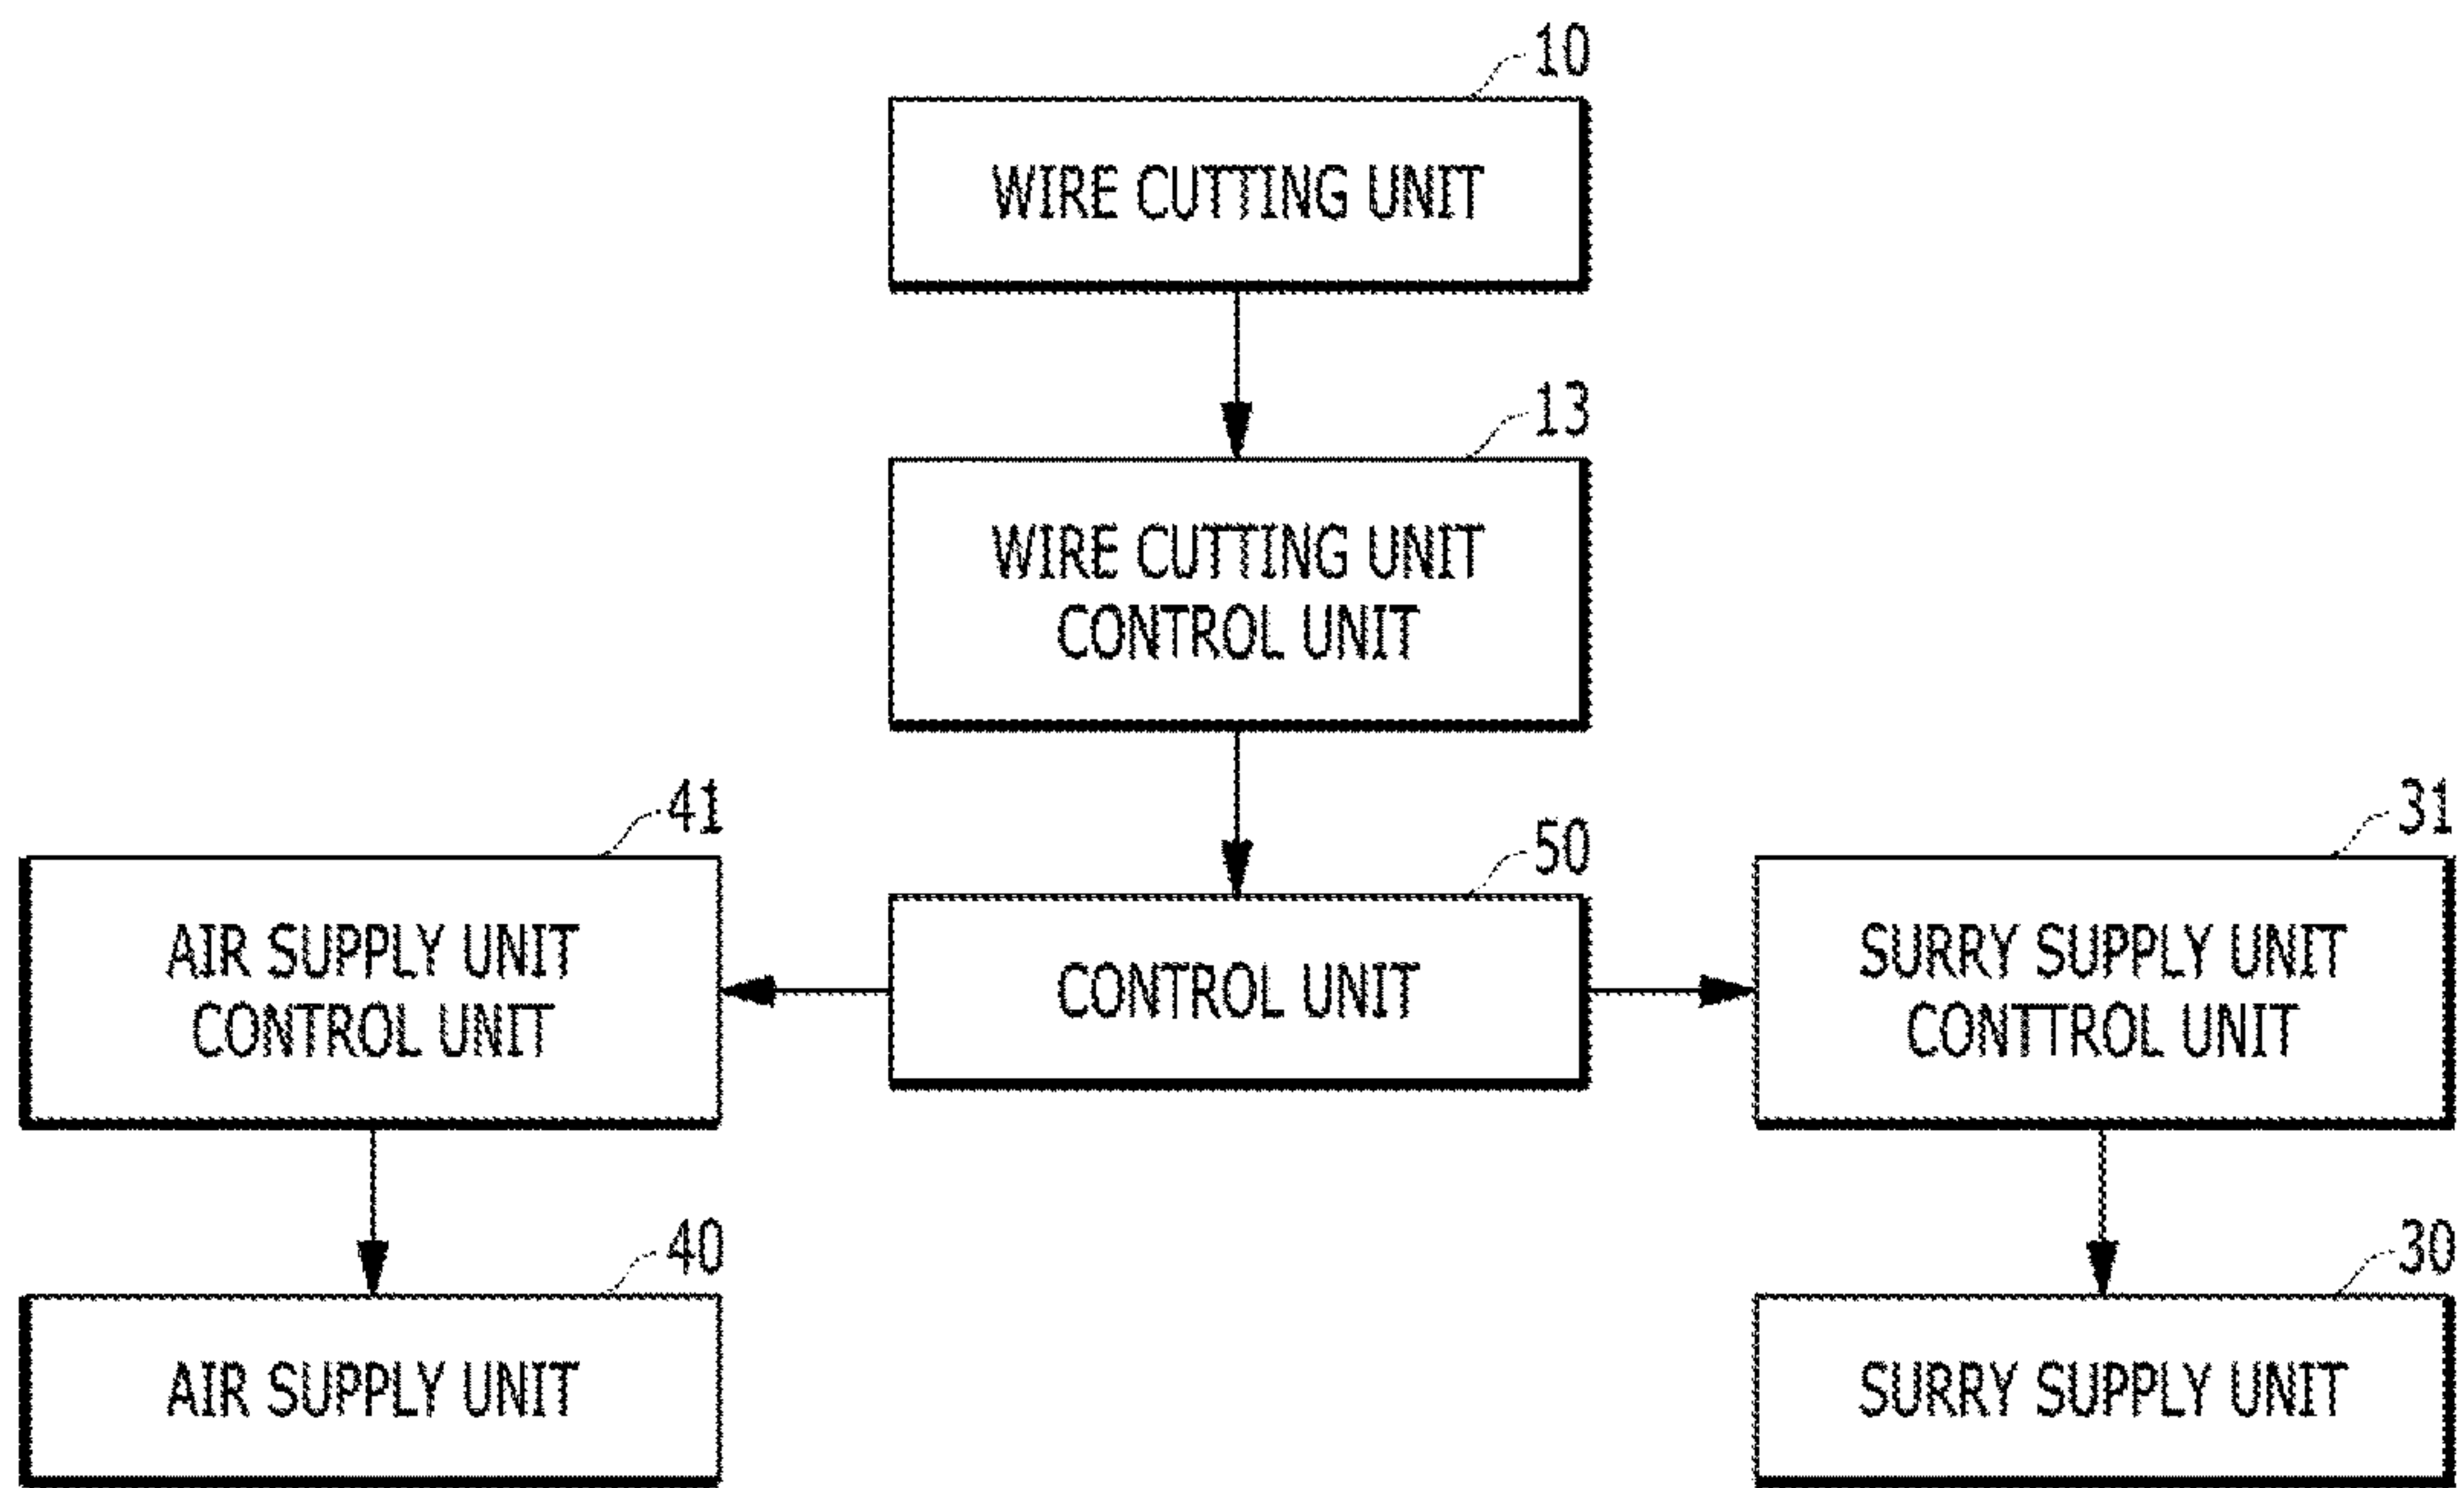 10
WIRE CUTTING UNIT
13
WIRE CUTTING UNIT
CONTROL UNIT
41
AIR SUPPLY UNIT
CONTROL UNIT
50
CONTROL UNIT
31
SURRY SUPPLY UNIT
CONTTROL UNIT
40
AIR SUPPLY UNIT
30
SURRY SUPPLY UNIT